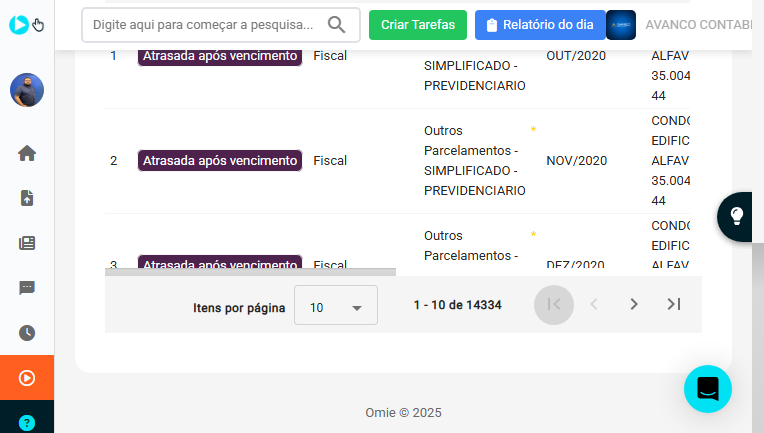 Digite aqui para começar a pesquisa...
Criar Tarefas
Relatório do dia
AVANCO CONTABI
1 Atrasada após vencimento Fiscal
SIMPLIFICADO -
PREVIDENCIARIO
OUT/2020
ALFAV
35.004
44
2 Atrasada após vencimento Fiscal
Outros *
Parcelamentos -
SIMPLIFICADO -
PREVIDENCIARIO
NOV/2020
CONDO
EDIFIC
ALFAV
35.004
44
3 Atrasada após vencimento Fiscal
Outros *
Parcelamentos -
DEZ/2020
CONDO
EDIFIC
ALFAV
Itens por página 10 1 - 10 de 14334
Omie © 2025
?